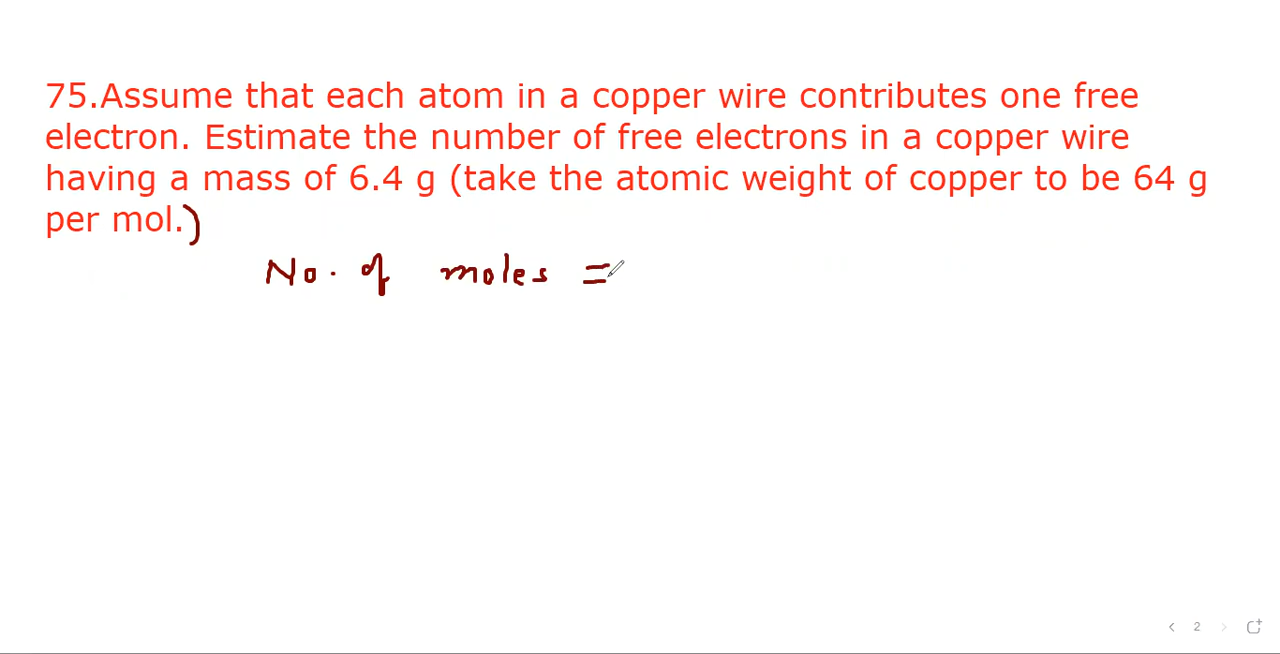 75.Assume that each atom in a copper wire contributes one free
electron. Estimate the number of free electrons in a copper wire
having a mass of 6.4 g (take the atomic weight of copper to be 64 g
per mol.)
No. of moles =
2